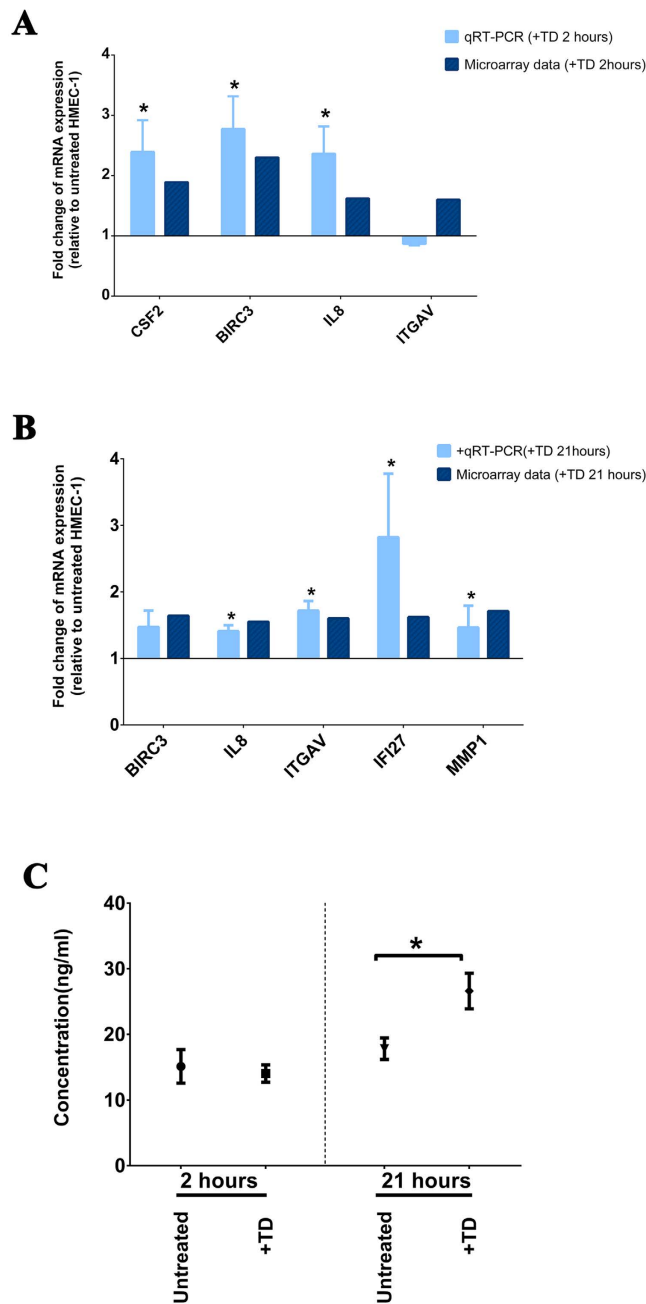 A
qRT-PCR (+TD 2 hours)
Microarray data (+TD 2hours)
Fold change of mRNA expression
(relative to untreated HMEC-1)
4
3
2
1
0
*
*
*
CSF2
BIRC3
IL8
ITGAV
B
+qRT-PCR(+TD 21hours)
Microarray data (+TD 21 hours)
Fold change of mRNA expression
(relative to untreated HMEC-1)
4
3
2
1
0
*
*
*
*
BIRC3
IL8
ITGAV
IFI27
MMP1
C
Concentration(ng/ml)
40
30
20
10
0
*
2 hours
21 hours
Untreated
+TD
Untreated
+TD